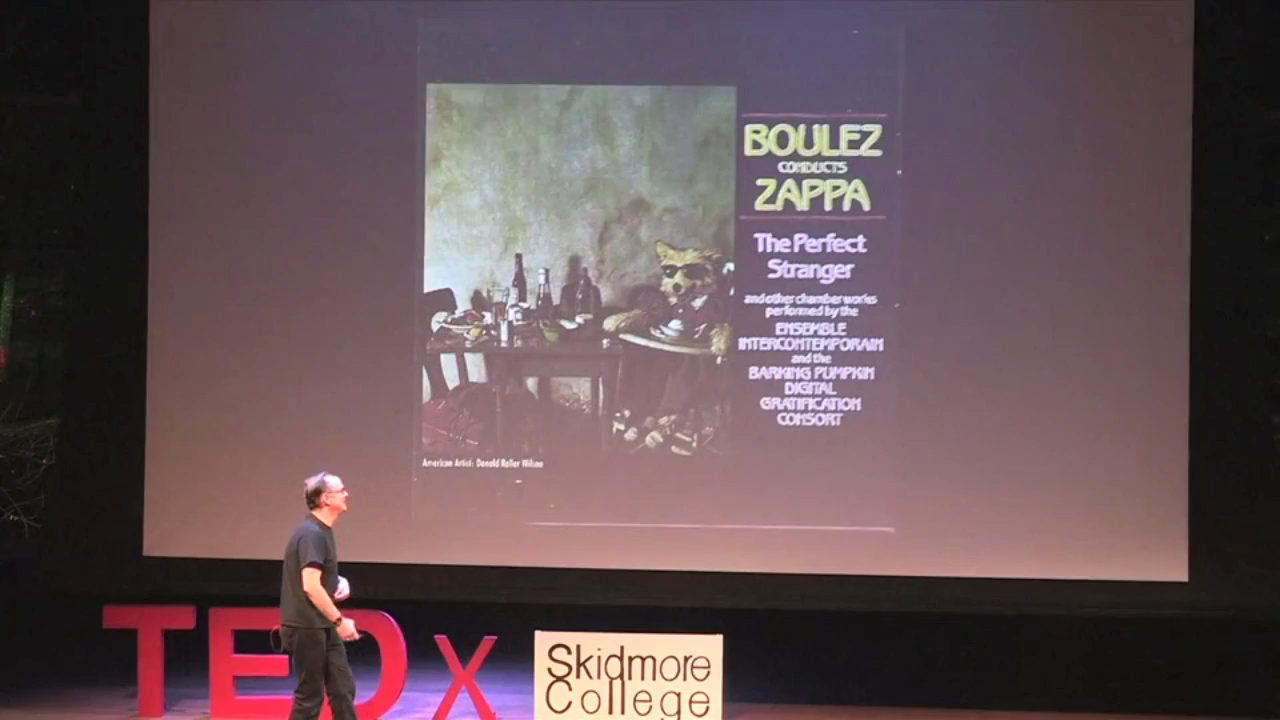 BOULEZ
CONDUCTS
ZAPPA
The Perfect
Stranger
and other chamber works
performed by the
ENSEMBLE
INTERCONTEMPORAIN
and the
BARKING PUMPKIN
DIGITAL
GRATIFICATION
CONSORT
American Artist: Donald Roller Wilson
TEDx
Skidmore
College